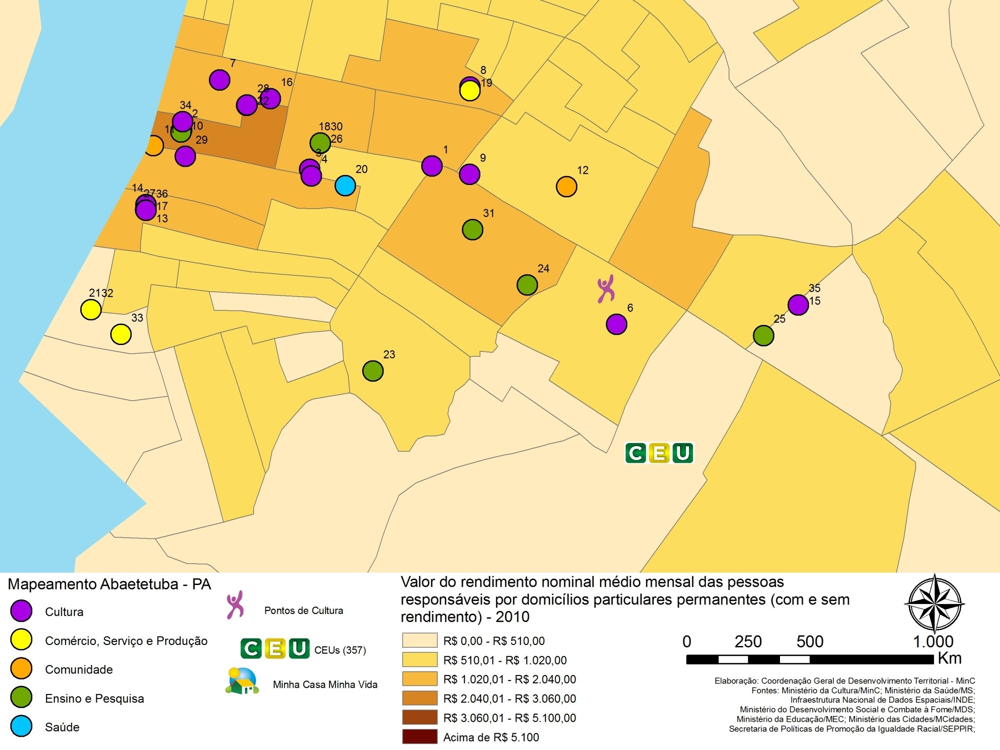 7
16
28
22
8
19
34
2
10
11
29
1830
26
3
4
20
1
9
12
14
2736
17
13
31
24
6
35
15
25
2132
33
23
CEU
Mapeamento Abaetetuba - PA
Cultura
Comércio, Serviço e Produção
Comunidade
Ensino e Pesquisa
Saúde
Pontos de Cultura
CEU CEUs (357)
Minha Casa Minha Vida
Valor do rendimento nominal médio mensal das pessoas
responsáveis por domicílios particulares permanentes (com e sem
rendimento) - 2010
R$ 0,00 - R$ 510,00
R$ 510,01 - R$ 1.020,00
R$ 1.020,01 - R$ 2.040,00
R$ 2.040,01 - R$ 3.060,00
R$ 3.060,01 - R$ 5.100,00
Acima de R$ 5.100
0 250 500 1.000
Km
Elaboração: Coordenação Geral de Desenvolvimento Territorial - MinC
Fontes: Ministério da Cultura/MinC; Ministério da Saúde/MS;
Infraestrutura Nacional de Dados Espaciais/INDE;
Ministério do Desenvolvimento Social e Combate à Fome/MDS;
Ministério da Educação/MEC; Ministério das Cidades/MCidades;
Secretaria de Políticas de Promoção da Igualdade Racial/SEPPIR;